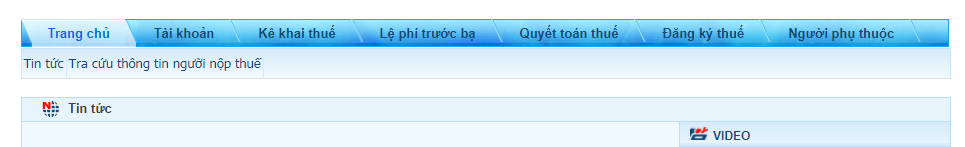 Trang chủ Tài khoản Kê khai thuế Lệ phí trước bạ Quyết toán thuế Đăng ký thuế Người phụ thuộc
Tin tức Tra cứu thông tin người nộp thuế
Tin tức
VIDEO